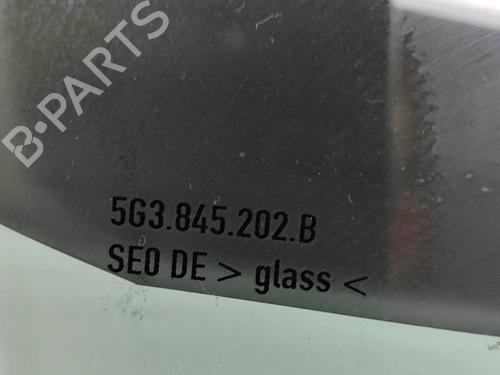 B-PARTS
5G3.845.202.B
SEO DE > glass <